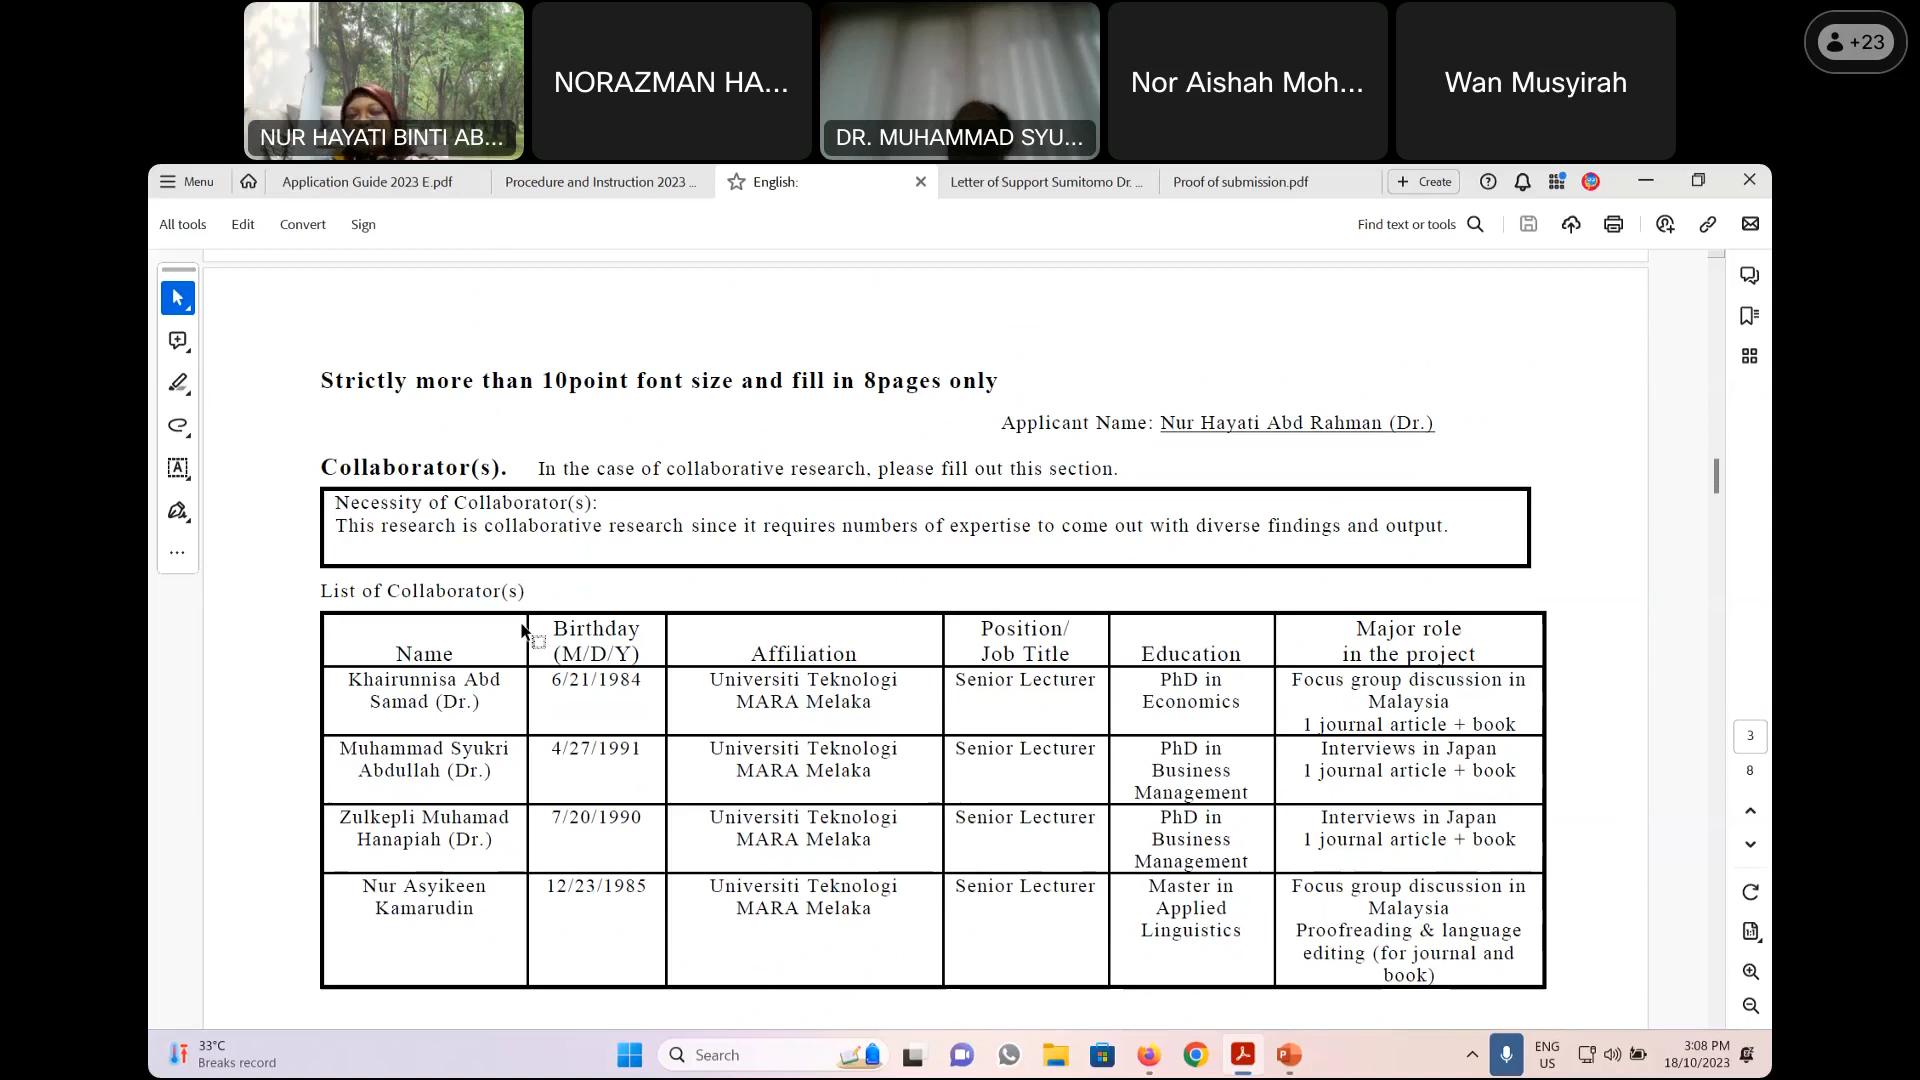 NUR HAYATI BINTI AB...
NORAZMAN HA...
DR. MUHAMMAD SYU...
Nor Aishah Moh...
Wan Musyirah
+23
Menu
Application Guide 2023 E.pdf
Procedure and Instruction 2023 ...
English:
Letter of Support Sumitomo Dr. ...
Proof of submission.pdf
+ Create
All tools
Edit
Convert
Sign
Find text or tools
Strictly more than 10point font size and fill in 8pages only
Applicant Name: Nur Hayati Abd Rahman (Dr.)
Collaborator(s). In the case of collaborative research, please fill out this section.
Necessity of Collaborator(s):
This research is collaborative research since it requires numbers of expertise to come out with diverse findings and output.
List of Collaborator(s)
Name
Birthday
(M/D/Y)
Affiliation
Position/
Job Title
Education
Major role
in the project
Khairunnisa Abd
Samad (Dr.)
6/21/1984
Universiti Teknologi
MARA Melaka
Senior Lecturer
PhD in
Economics
Focus group discussion in
Malaysia
1 journal article + book
Muhammad Syukri
Abdullah (Dr.)
4/27/1991
Universiti Teknologi
MARA Melaka
Senior Lecturer
PhD in
Business
Management
Interviews in Japan
1 journal article + book
Zulkepli Muhamad
Hanapiah (Dr.)
7/20/1990
Universiti Teknologi
MARA Melaka
Senior Lecturer
PhD in
Business
Management
Interviews in Japan
1 journal article + book
Nur Asyikeen
Kamarudin
12/23/1985
Universiti Teknologi
MARA Melaka
Senior Lecturer
Master in
Applied
Linguistics
Focus group discussion in
Malaysia
Proofreading & language
editing (for journal and
book)
3
8
33°C
Breaks record
Search
ENG
US
3:08 PM
18/10/2023